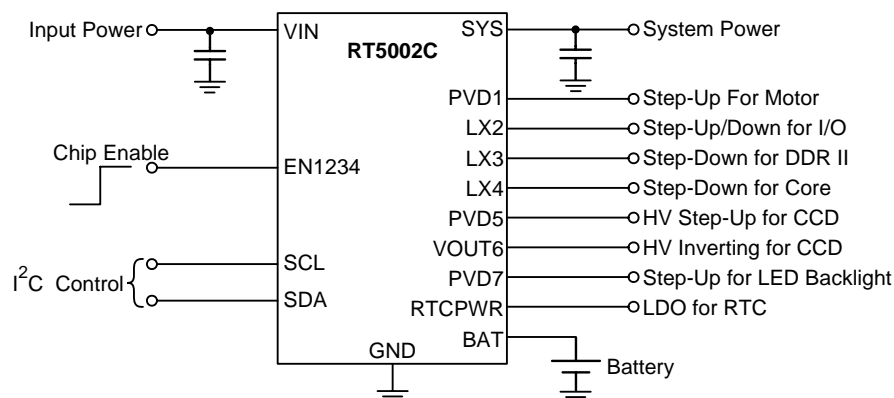 Input Power
VIN
SYS
System Power
RT5002C
PVD1
Step-Up For Motor
LX2
Step-Up/Down for I/O
Chip Enable
EN1234
LX3
Step-Down for DDR II
LX4
Step-Down for Core
PVD5
HV Step-Up for CCD
VOUT6
HV Inverting for CCD
I²C Control
SCL
SDA
PVD7
Step-Up for LED Backlight
RTCPWR
LDO for RTC
BAT
GND
Battery